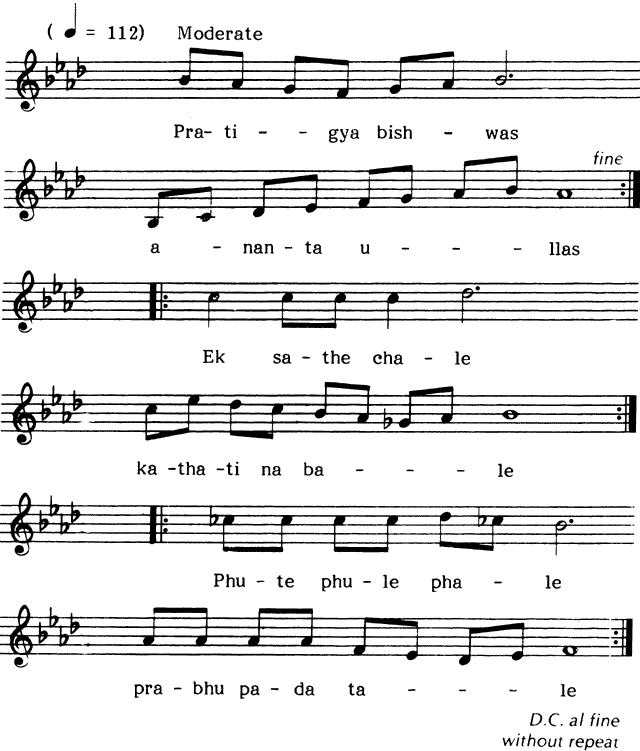 ( ♩ = 112) Moderate
Pra- ti - - gya bish - was
fine
a - nan - ta u - - - llas
Ek sa - the cha - le
ka -tha -ti na ba - - - le
Phu - te phu - le pha - le
pra - bhu pa - da ta - - - le
D.C. al fine
without repeat